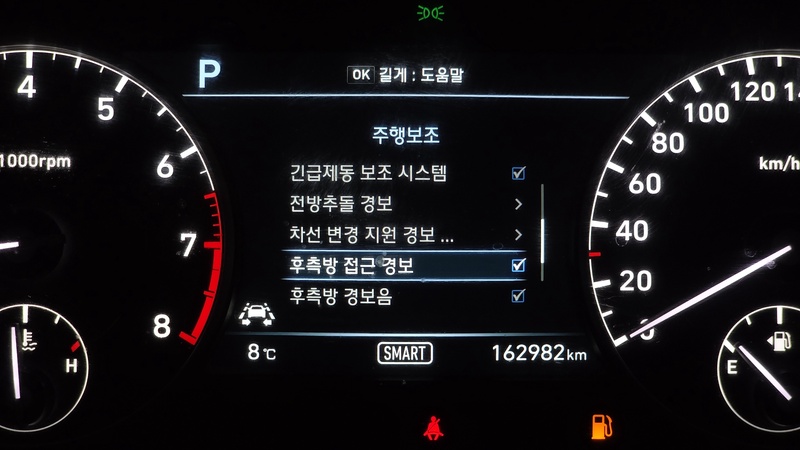 P
OK 길게 : 도움말
주행보조
긴급제동 보조 시스템
전방추돌 경보
차선 변경 지원 경보 ...
후측방 접근 경보
후측방 경보음
8℃
SMART
162982km
4
5
6
7
8
1000rpm
H
0
20
40
60
80
100
120
14
km/h
E